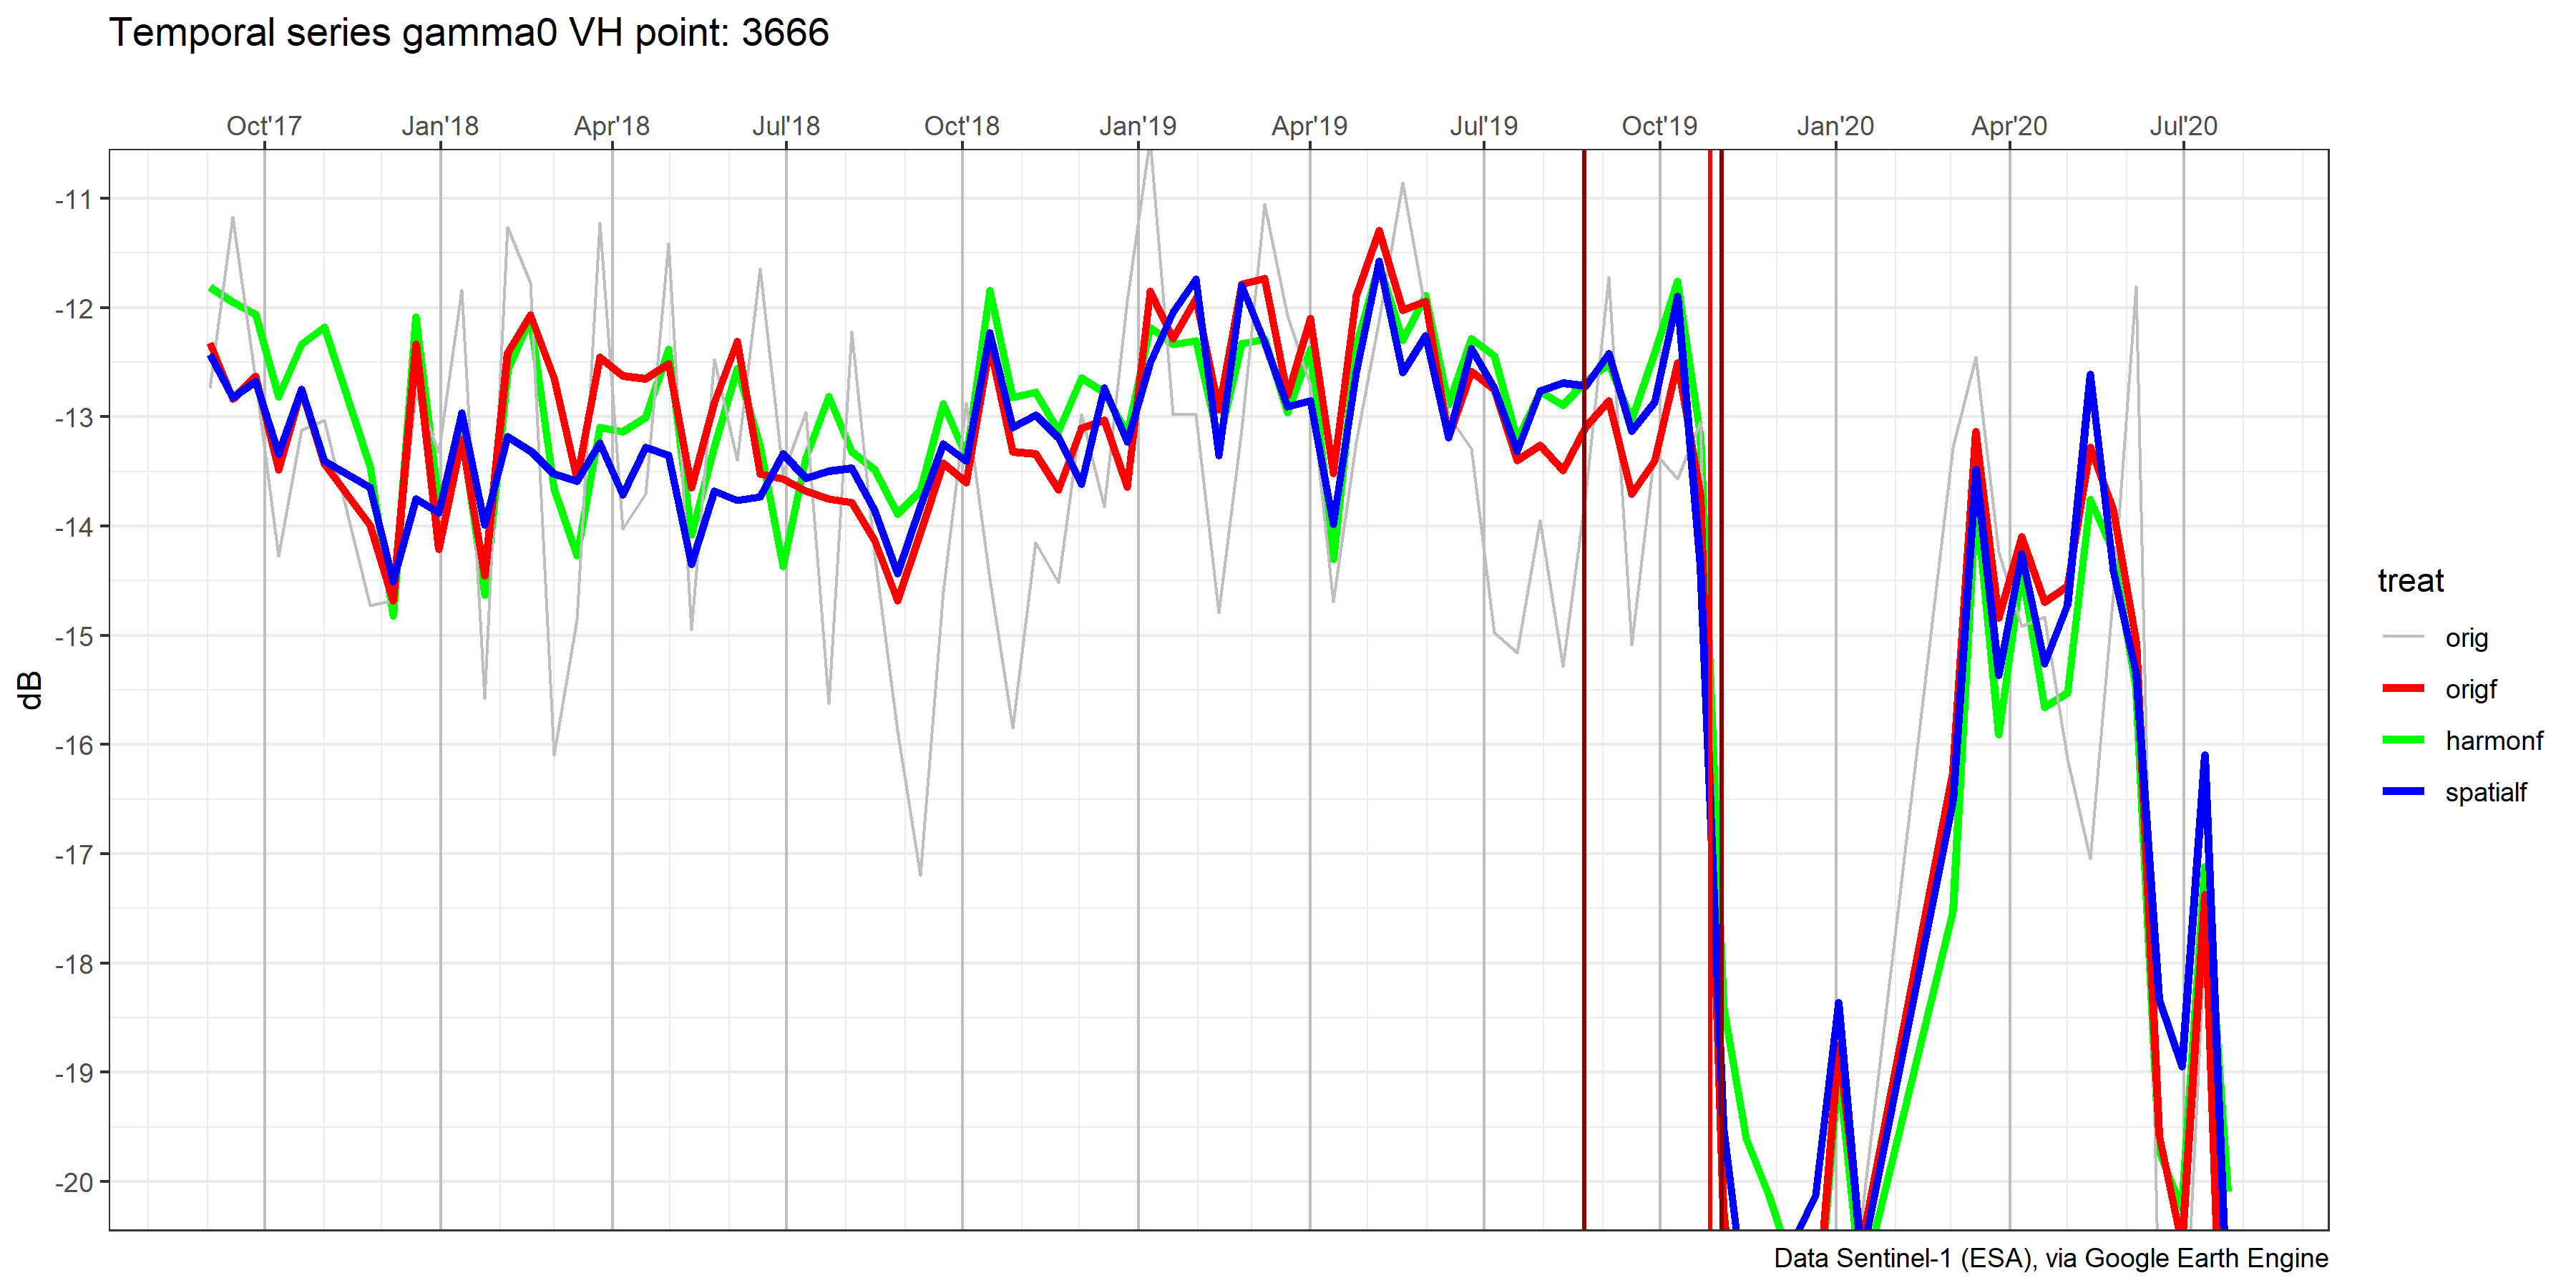 Temporal series gamma0 VH point: 3666
Oct'17 Jan'18 Apr'18 Jul'18 Oct'18 Jan'19 Apr'19 Jul'19 Oct'19 Jan'20 Apr'20 Jul'20
-11
-12
-13
-14
-15
-16
-17
-18
-19
-20
dB
treat
orig
origf
harmonf
spatialf
Data Sentinel-1 (ESA), via Google Earth Engine